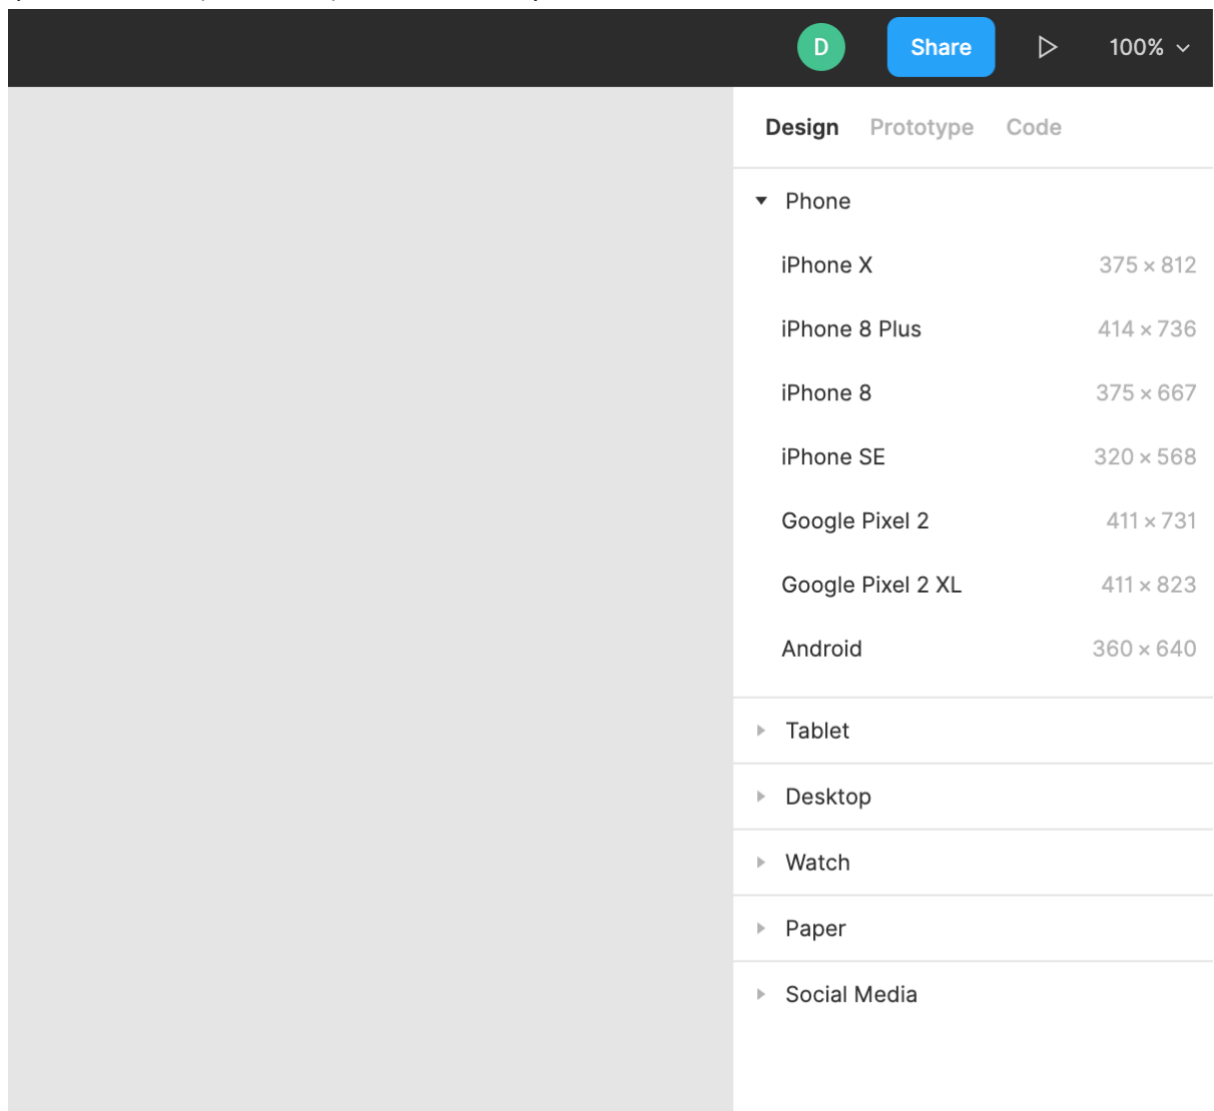 D Share 100%
Design Prototype Code
Phone
iPhone X 375 × 812
iPhone 8 Plus 414 × 736
iPhone 8 375 × 667
iPhone SE 320 × 568
Google Pixel 2 411 × 731
Google Pixel 2 XL 411 × 823
Android 360 × 640
Tablet
Desktop
Watch
Paper
Social Media